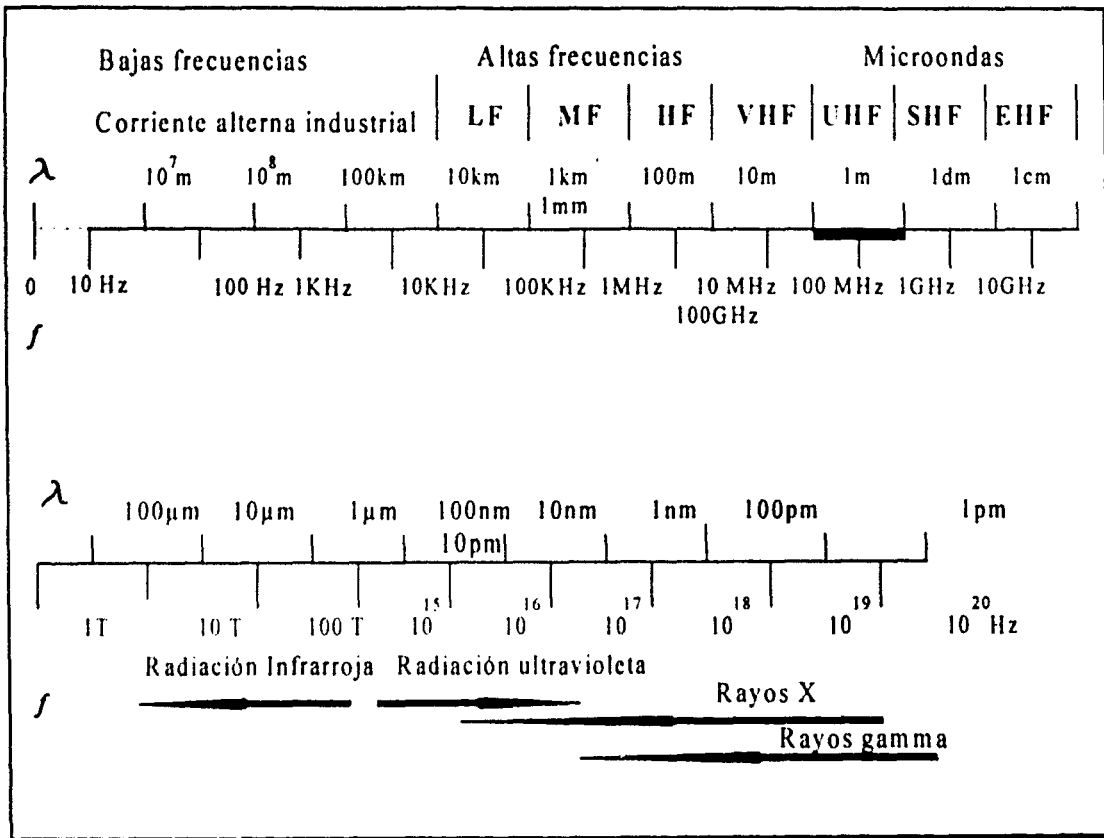 Bajas frecuencias Altas frecuencias Microondas
Corriente alterna industrial LF MF HF VHF UHF SHF EHF
λ 10⁷m 10⁸m 100km 10km 1km 100m 10m 1m 1dm 1cm
1mm
0 10 Hz 100 Hz 1KHz 10KHz 100KHz 1MHz 10 MHz 100 MHz 1GHz 10GHz
100GHz
f
λ
100µm 10µm 1µm 100nm 10nm 1nm 100pm 1pm
10pm
1T 10 T 100 T 10¹⁵ 10¹⁶ 10¹⁷ 10¹⁸ 10¹⁹ 10²⁰ Hz
Radiación Infrarroja Radiación ultravioleta
f Rayos X
Rayos gamma